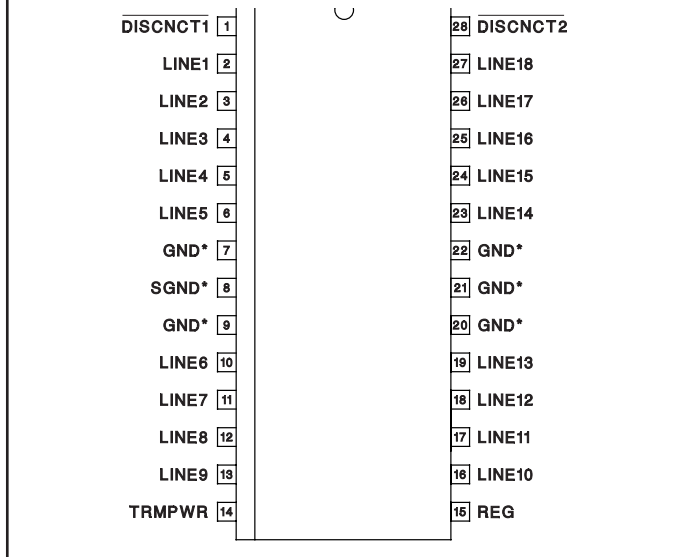 DISCNCT1 1 28 DISCNCT2
LINE1 2 27 LINE18
LINE2 3 26 LINE17
LINE3 4 25 LINE16
LINE4 5 24 LINE15
LINE5 6 23 LINE14
GND* 7 22 GND*
SGND* 8 21 GND*
GND* 9 20 GND*
LINE6 10 19 LINE13
LINE7 11 18 LINE12
LINE8 12 17 LINE11
LINE9 13 16 LINE10
TRMPWR 14 15 REG